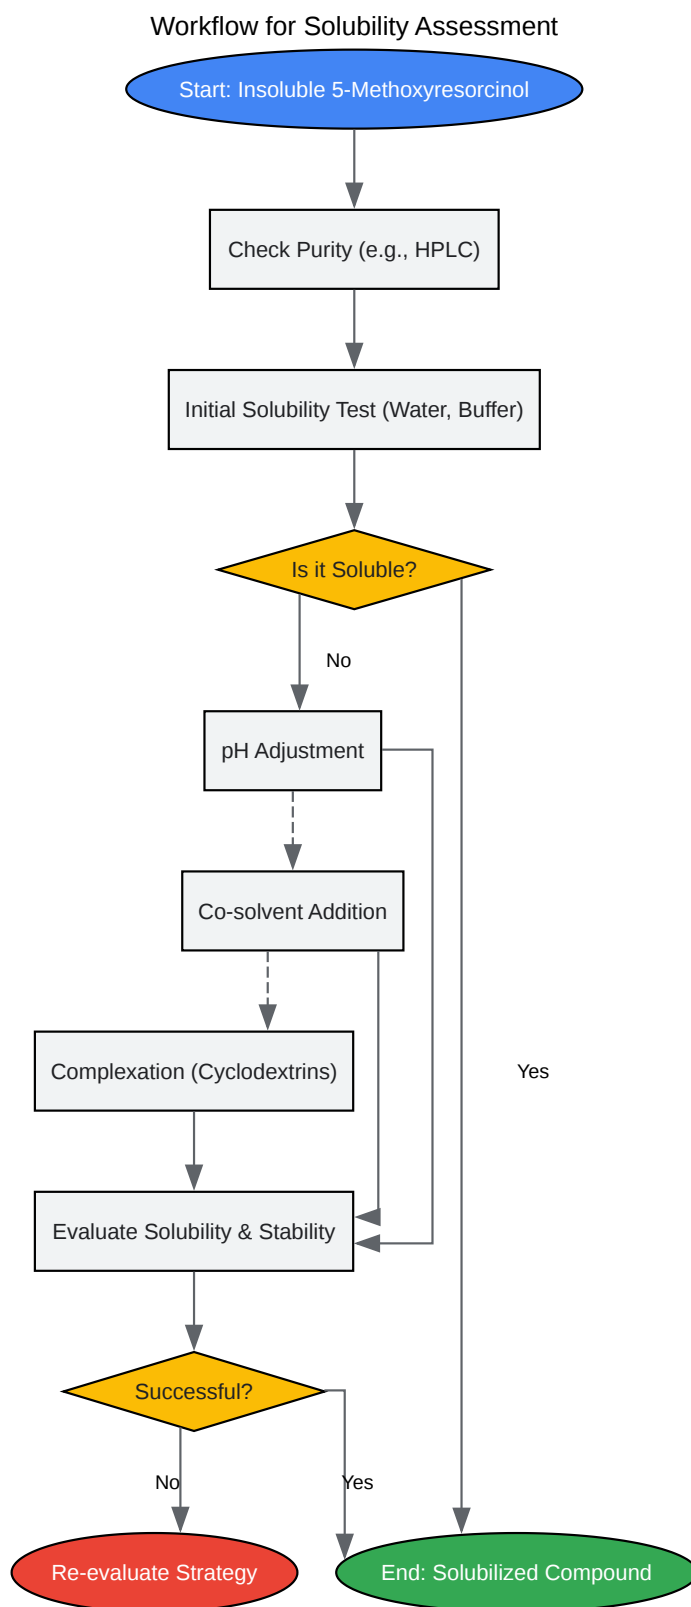 Workflow for Solubility Assessment
Start: Insoluble 5-Methoxyresorcinol
Check Purity (e.g., HPLC)
Initial Solubility Test (Water, Buffer)
Is it Soluble?
No
pH Adjustment
Co-solvent Addition
Complexation (Cyclodextrins)
Yes
Evaluate Solubility & Stability
Successful?
No
Yes
Re-evaluate Strategy
End: Solubilized Compound